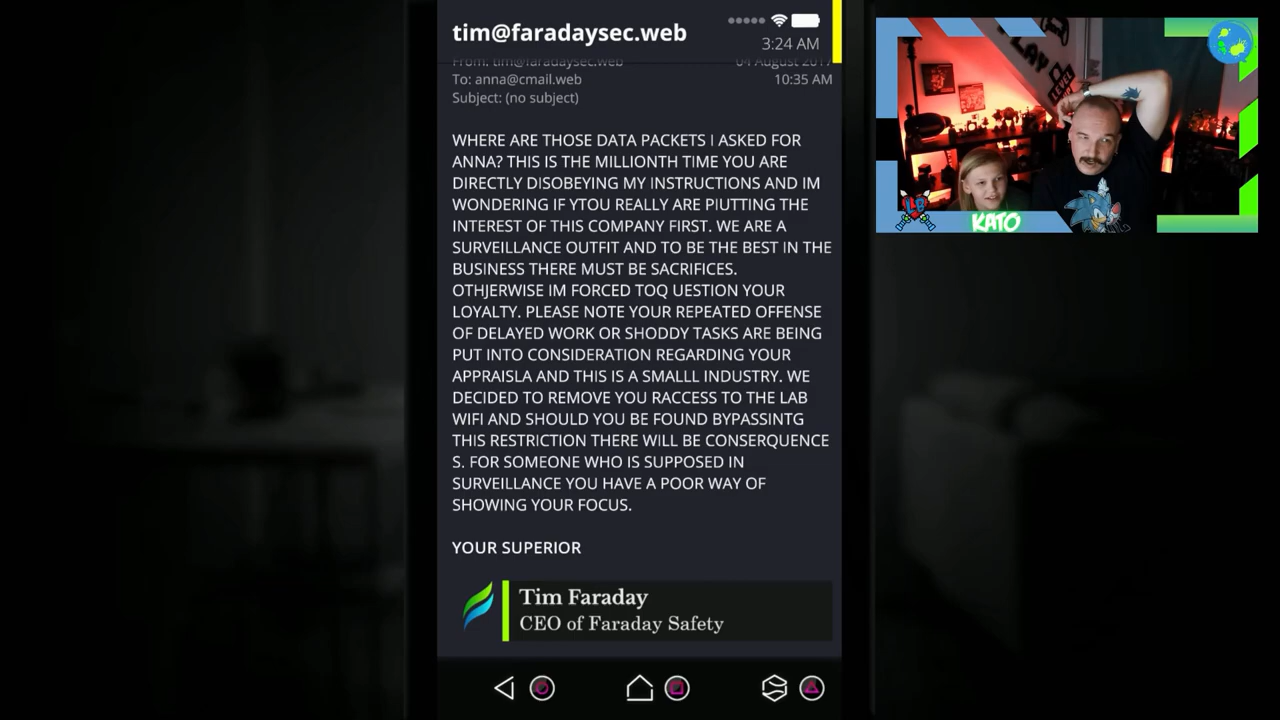 tim@faradaysec.web
3:24 AM
From: tim@faradaysec.web
04 August 2017
To: anna@cmail.web
10:35 AM
Subject: (no subject)
WHERE ARE THOSE DATA PACKETS I ASKED FOR
ANNA? THIS IS THE MILLIONTH TIME YOU ARE
DIRECTLY DISOBEYING MY INSTRUCTIONS AND IM
WONDERING IF YTOU REALLY ARE PIUTTING THE
INTEREST OF THIS COMPANY FIRST. WE ARE A
SURVEILLANCE OUTFIT AND TO BE THE BEST IN THE
BUSINESS THERE MUST BE SACRIFICES.
OTHJERWISE IM FORCED TOQ UESTION YOUR
LOYALTY. PLEASE NOTE YOUR REPEATED OFFENSE
OF DELAYED WORK OR SHODDY TASKS ARE BEING
PUT INTO CONSIDERATION REGARDING YOUR
APPRAISLA AND THIS IS A SMALLL INDUSTRY. WE
DECIDED TO REMOVE YOU RACCESS TO THE LAB
WIFI AND SHOULD YOU BE FOUND BYPASSINTG
THIS RESTRICTION THERE WILL BE CONSERQUENCE
S. FOR SOMEONE WHO IS SUPPOSED IN
SURVEILLANCE YOU HAVE A POOR WAY OF
SHOWING YOUR FOCUS.
YOUR SUPERIOR
Tim Faraday
CEO of Faraday Safety
PLAY
LEVEL
LB
KATO